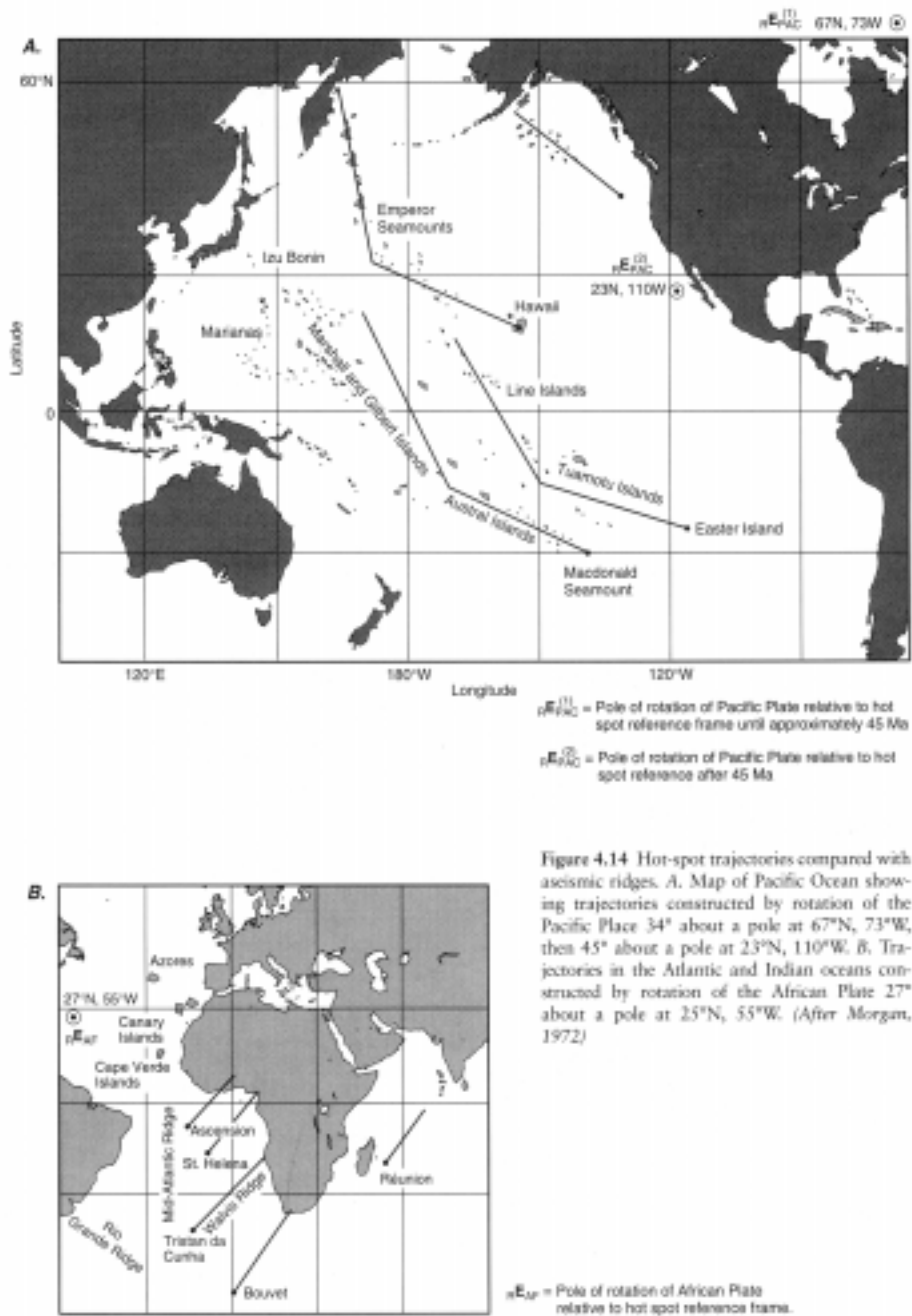 RE(1)PAC 67N, 73W
A.
60°N
Emperor
Seamounts
Izu Bonin
RE(2)PAC
23N, 110W
Hawaii
Marianas
Marshall and Gilbert Islands
Line Islands
Latitude
0
Tuamotu Islands
Austral Islands
Easter Island
Macdonald
Seamount
120°E
180°W
120°W
Longitude
RE(1)PAC = Pole of rotation of Pacific Plate relative to hot
spot reference frame until approximately 45 Ma
RE(2)PAC = Pole of rotation of Pacific Plate relative to hot
spot reference after 45 Ma
Figure 4.14 Hot-spot trajectories compared with
aseismic ridges. A. Map of Pacific Ocean show-
ing trajectories constructed by rotation of the
Pacific Place 34° about a pole at 67°N, 73°W,
then 45° about a pole at 23°N, 110°W. B. Tra-
jectories in the Atlantic and Indian oceans con-
structed by rotation of the African Plate 27°
about a pole at 25°N, 55°W. (After Morgan,
1972)
B.
Azores
27°N, 55°W
REAF
Canary
Islands
Cape Verde
Islands
Mid-Atlantic Ridge
Ascension
St. Helena
Réunion
Walvis Ridge
Rio
Grande Ridge
Tristan da
Cunha
Bouvet
REAF = Pole of rotation of African Plate
relative to hot spot reference frame.